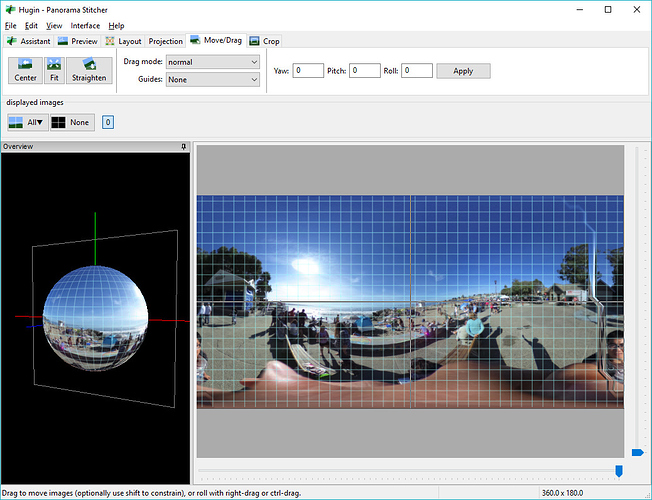 Hugin - Panorama Stitcher
File Edit View Interface Help
Assistant Preview Layout Projection Move/Drag Crop
Center Fit Straighten Drag mode: normal Yaw: 0 Pitch: 0 Roll: 0 Apply
Guides: None
displayed images
All▼ None 0
Overview
Drag to move images (optionally use shift to constrain), or roll with right-drag or ctrl-drag. 360.0 x 180.0